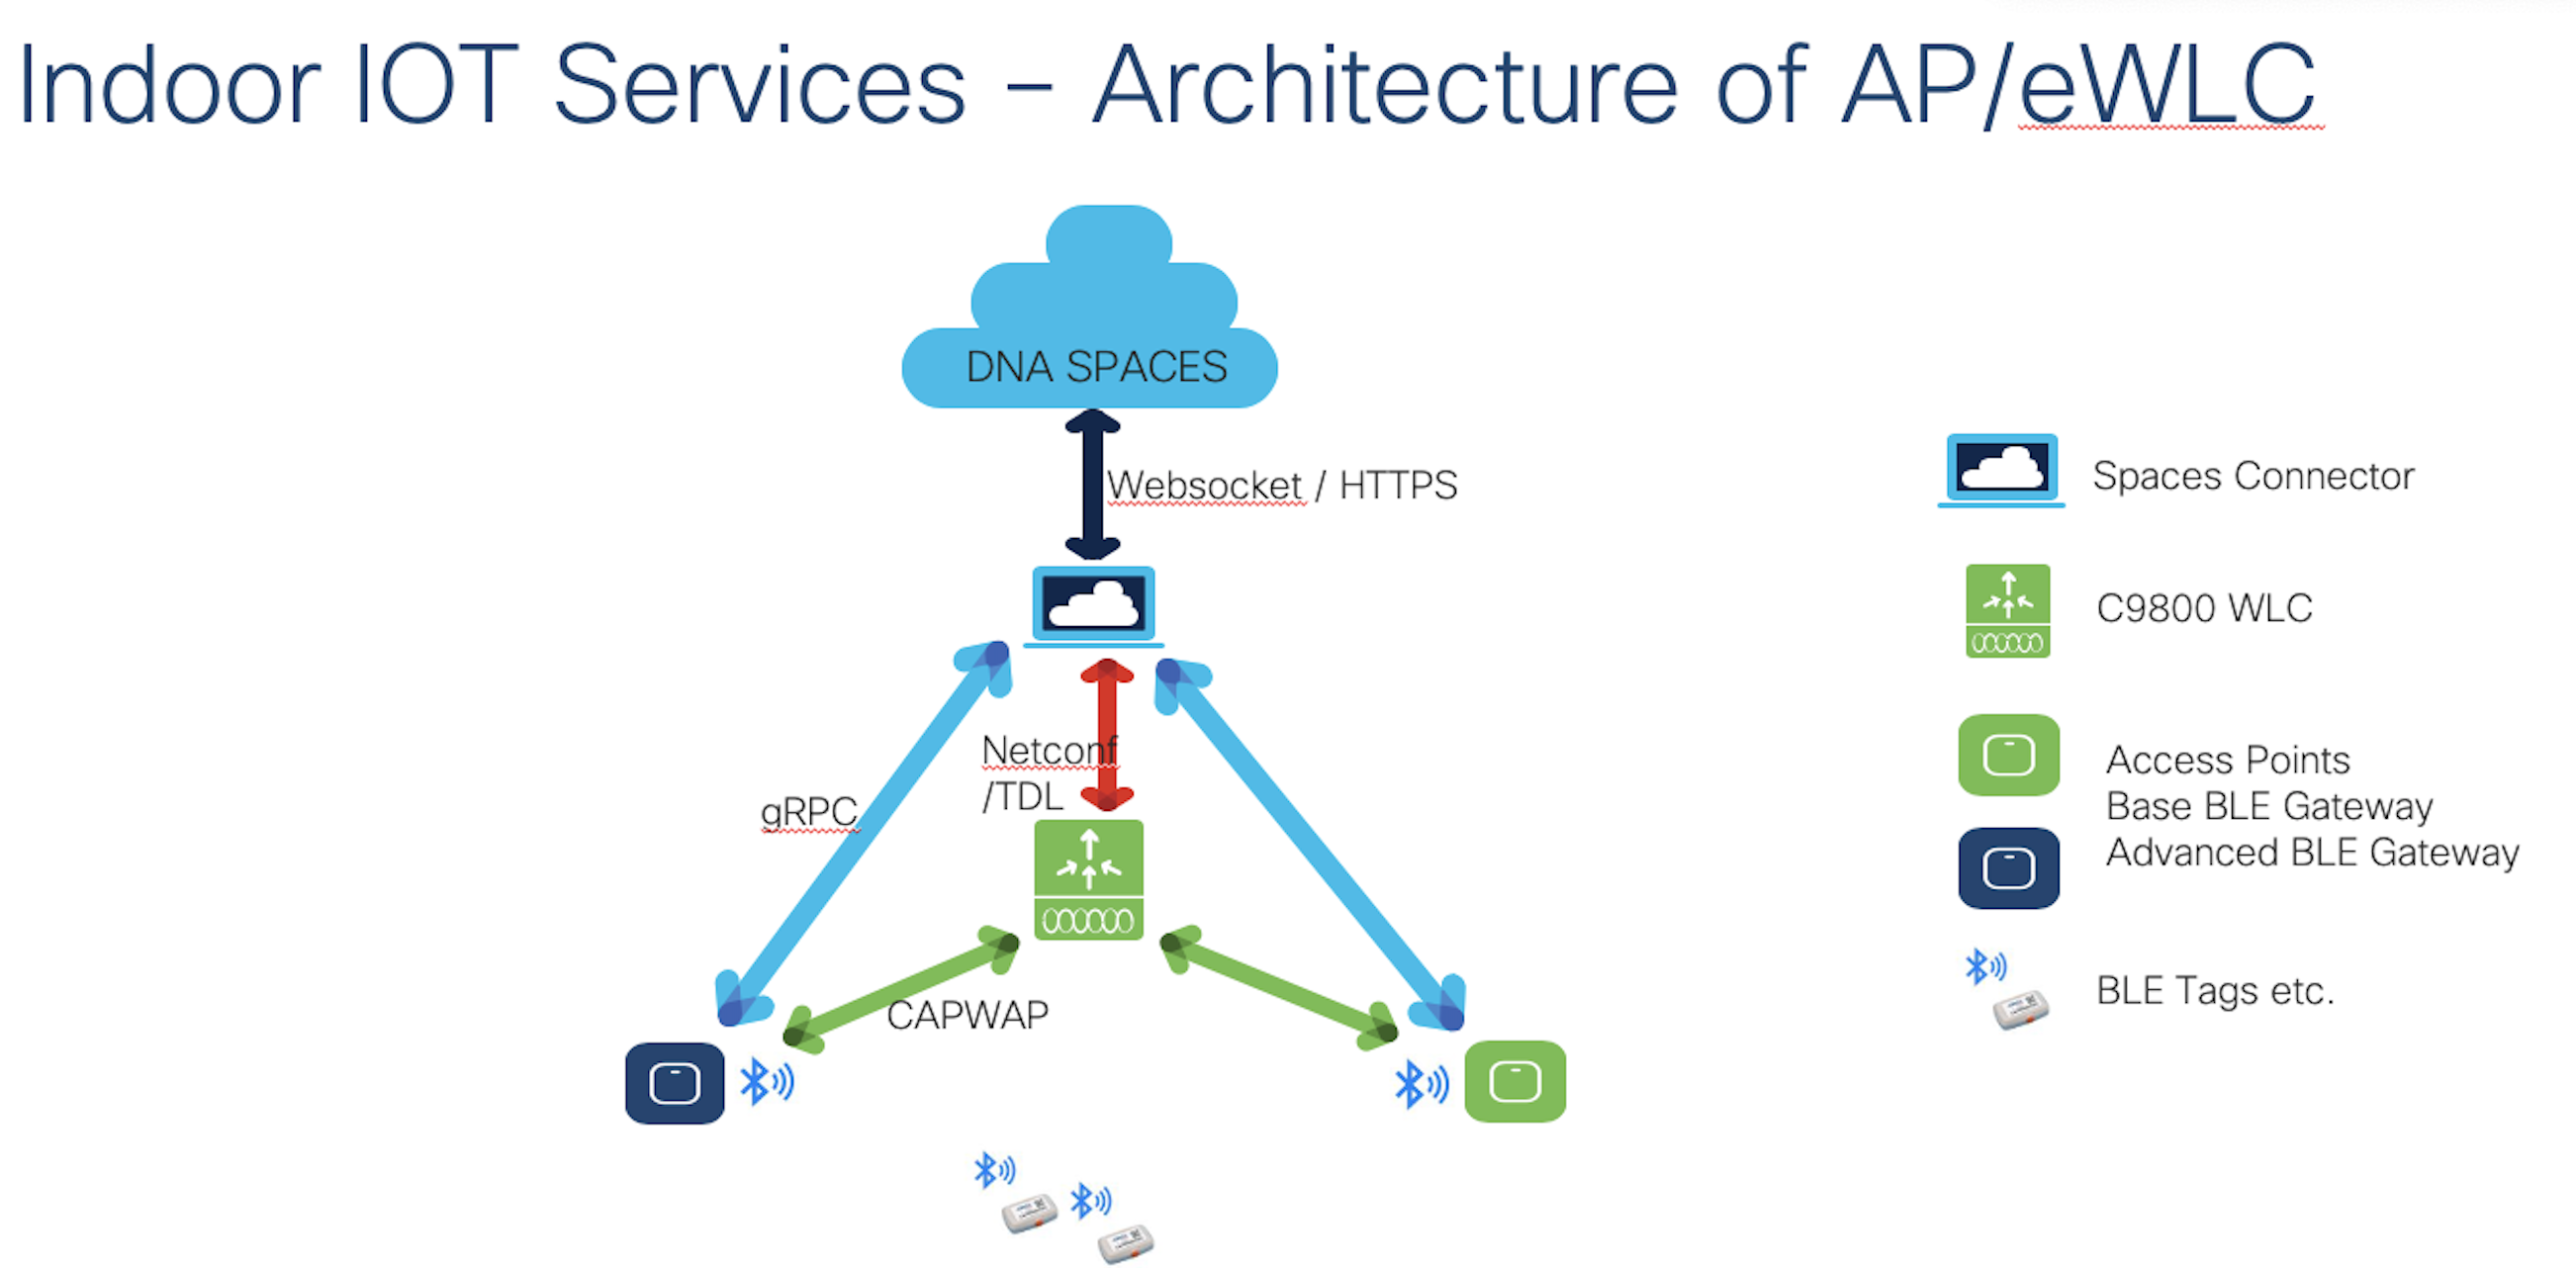 Indoor IOT Services – Architecture of AP/eWLC
DNA SPACES
Websocket / HTTPS
Netconf
/TDL
gRPC
CAPWAP
Spaces Connector
C9800 WLC
Access Points
Base BLE Gateway
Advanced BLE Gateway
BLE Tags etc.